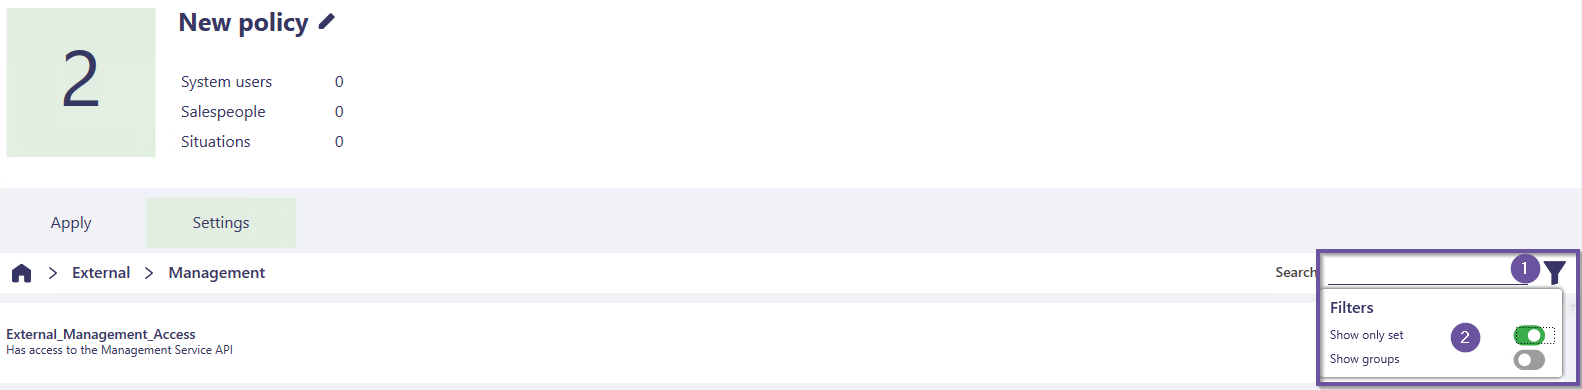 2
New policy
System users 0
Salespeople 0
Situations 0
Apply Settings
External Management
Search 1
Filters
Show only set
2
Show groups
External_Management_Access
Has access to the Management Service API